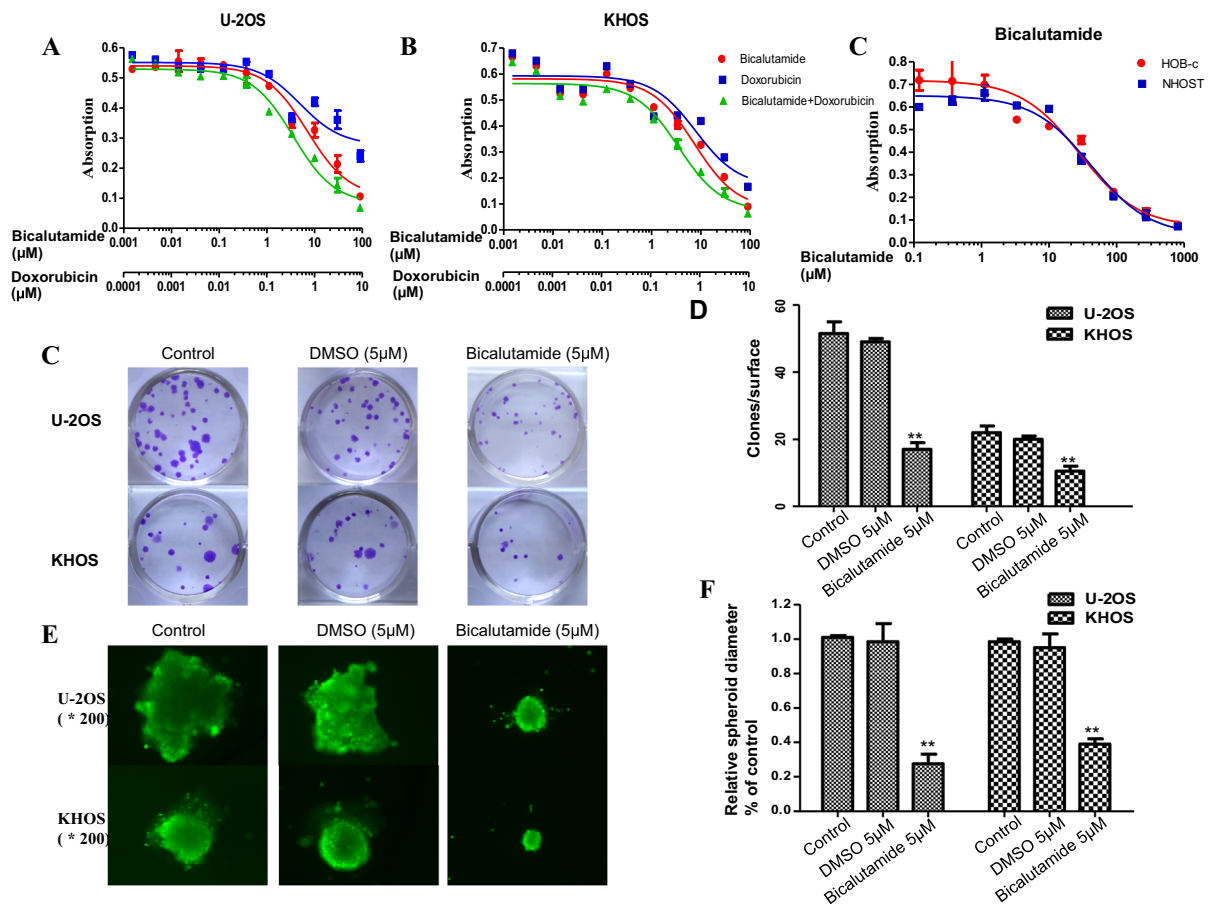 U-2OS
A
Absorption
0.6
0.5
0.4
0.3
0.2
0.1
0.0
0.001 0.01 0.1 1 10 100
Bicalutamide
(µM)
0.0001 0.001 0.01 0.1 1 10
Doxorubicin
(µM)
KHOS
B
Absorption
0.7
0.6
0.5
0.4
0.3
0.2
0.1
0.0
0.001 0.01 0.1 1 10 100
Bicalutamide
(µM)
0.0001 0.001 0.01 0.1 1 10
Doxorubicin
(µM)
Bicalutamide
Doxorubicin
Bicalutamide+Doxorubicin
Bicalutamide
C
Absorption
0.8
0.7
0.6
0.5
0.4
0.3
0.2
0.1
0.0
0.1 1 10 100 1000
Bicalutamide
(µM)
HOB-c
NHOST
C
Control DMSO (5µM) Bicalutamide (5µM)
U-2OS
KHOS
D
Clones/surface
60
40
20
0
U-2OS
KHOS
**
**
Control
DMSO 5µM
Bicalutamide 5µM
Control
DMSO 5µM
Bicalutamide 5µM
E
Control DMSO (5µM) Bicalutamide (5µM)
U-2OS
( * 200)
KHOS
( * 200)
F
Relative spheroid diameter
% of control
1.0
0.8
0.6
0.4
0.2
0.0
U-2OS
KHOS
**
**
Control
DMSO 5µM
Bicalutamide 5µM
Control
DMSO 5µM
Bicalutamide 5µM